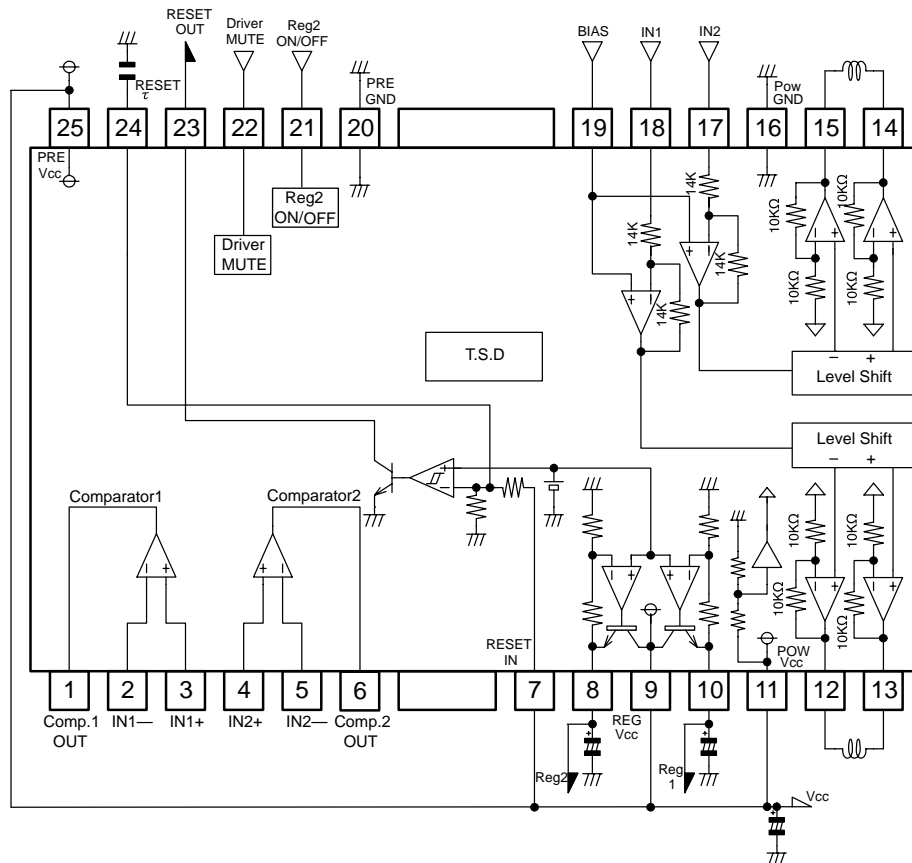 RESET
OUT
Driver
MUTE
Reg2
ON/OFF
BIAS
IN1
IN2
RESET
τ
PRE
GND
Pow
GND
25
24
23
22
21
20
19
18
17
16
15
14
PRE
Vcc
Reg2
ON/OFF
Driver
MUTE
14K
14K
14K
14K
10KΩ
10KΩ
10KΩ
10KΩ
+
−
+
−
−
+
−
+
T.S.D
− +
Level Shift
Level Shift
− +
Comparator1
Comparator2
+
−
−
+
+
−
−
+
+
−
10KΩ
10KΩ
10KΩ
10KΩ
−
+
−
+
RESET
IN
POW
Vcc
1
2
3
4
5
6
7
8
9
10
11
12
13
Comp.1
OUT
IN1—
IN1+
IN2+
IN2—
Comp.2
OUT
REG
Vcc
+
+
Reg2
Reg
1
Vcc
+